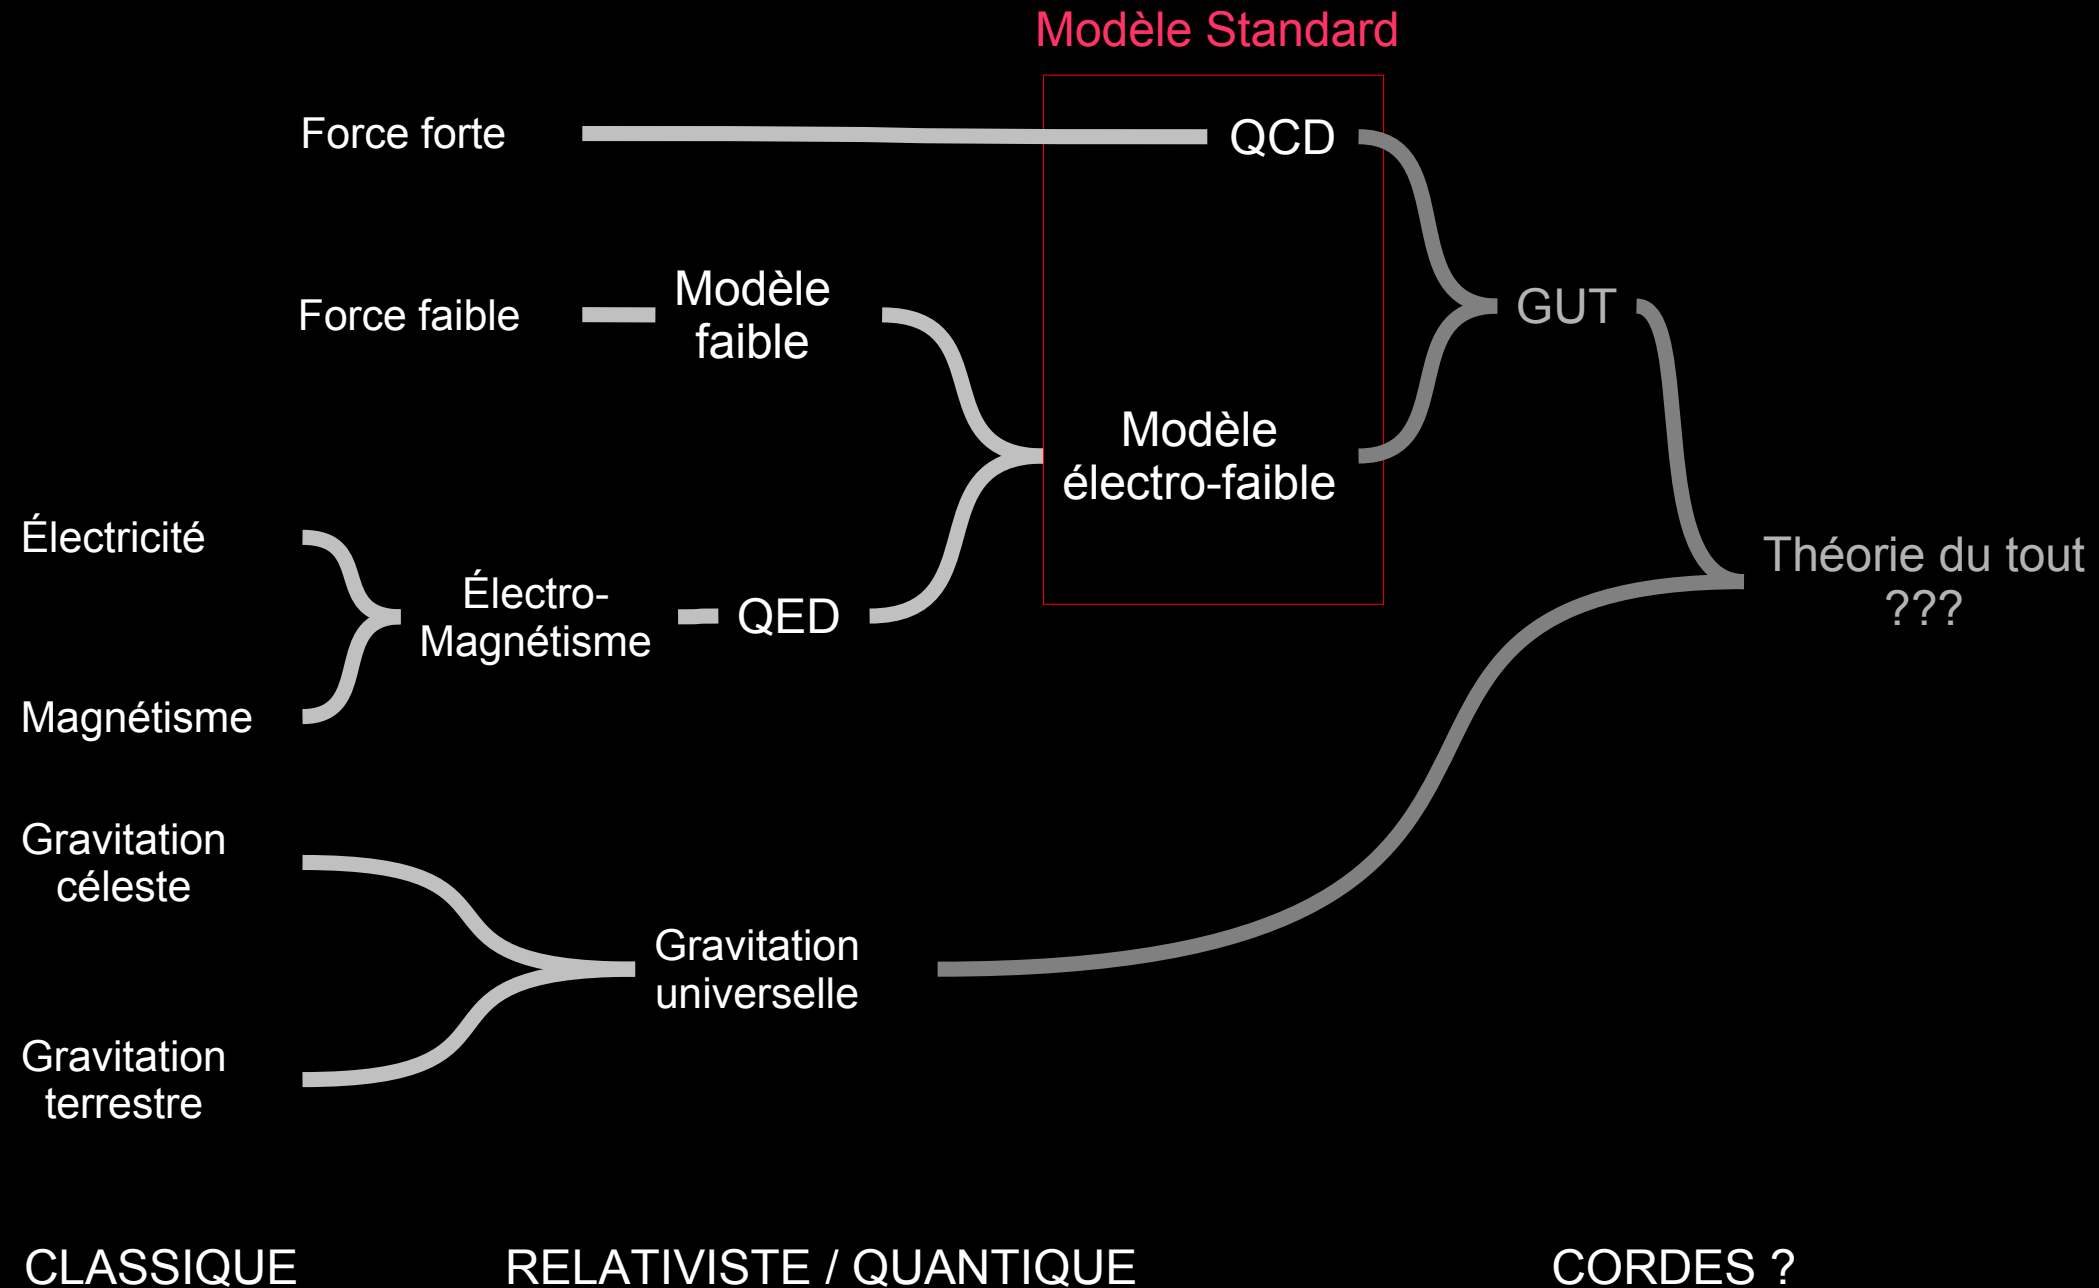 Modèle Standard
Force forte
QCD
Force faible
Modèle
faible
GUT
Modèle
électro-faible
Électricité
Électro-
Magnétisme
QED
Théorie du tout
???
Magnétisme
Gravitation
céleste
Gravitation
universelle
Gravitation
terrestre
CLASSIQUE
RELATIVISTE / QUANTIQUE
CORDES ?